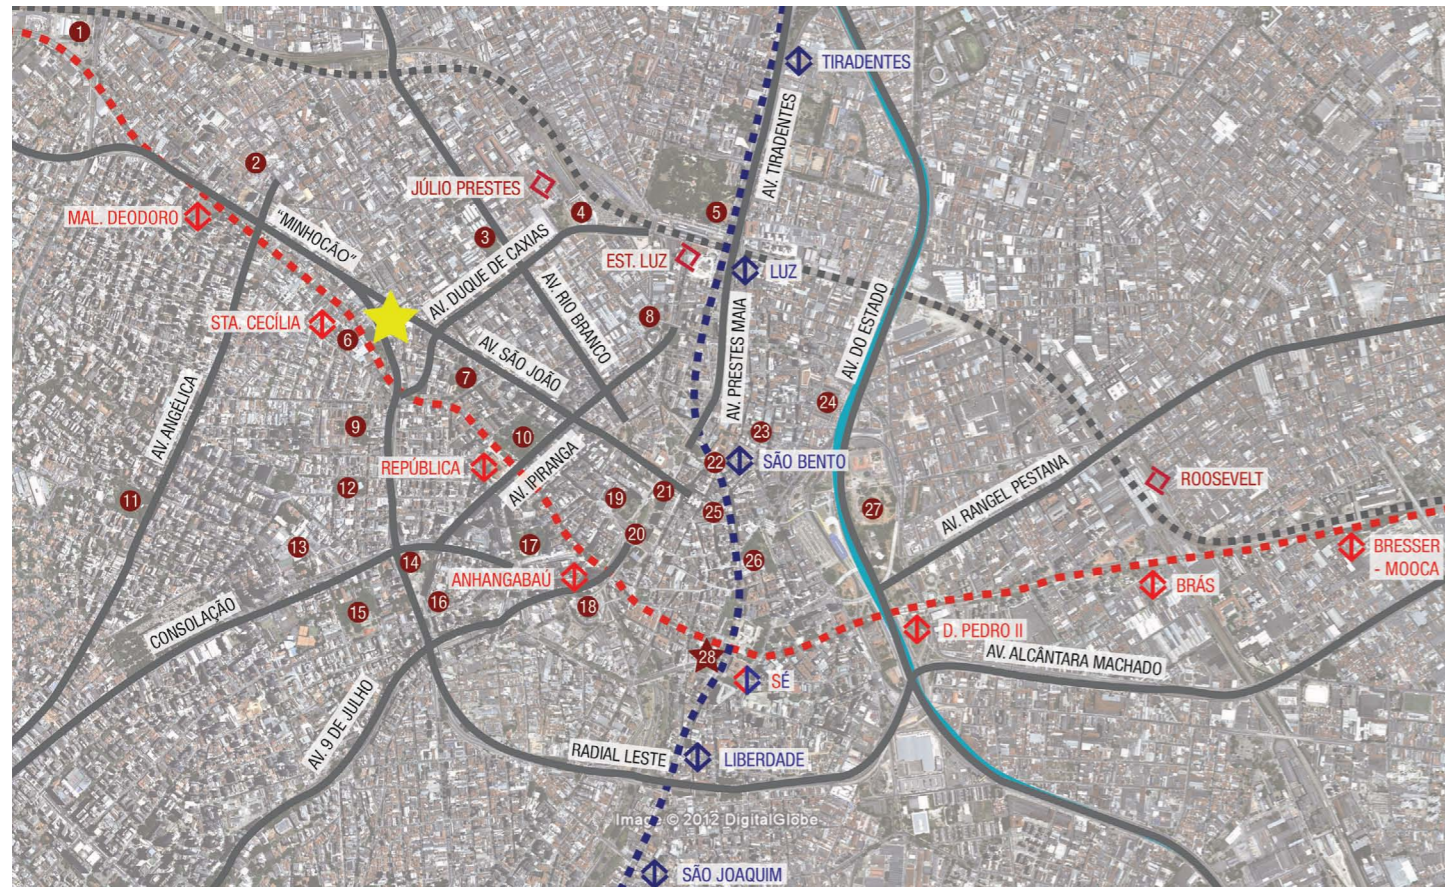 1
TIRADENTES
AV. TIRADENTES
2
JÚLIO PRESTES
MAL. DEODORO
"MINHOCÃO"
3
4
5
AV. DUQUE DE CAXIAS
EST. LUZ
LUZ
AV. RIO BRANCO
STA. CECÍLIA
6
8
AV. PRESTES MAIA
AV. DO ESTADO
AV. SÃO JOÃO
7
AV. ANGÉLICA
9
10
23
24
REPÚBLICA
AV. IPIRANGA
22
SÃO BENTO
ROOSEVELT
AV. RANGEL PESTANA
11
12
19
21
25
27
13
17
20
26
BRESSER
- MOOCA
14
ANHANGABAÚ
BRÁS
CONSOLAÇÃO
15
16
18
D. PEDRO II
28
SÉ
AV. ALCÂNTARA MACHADO
AV. 9 DE JULHO
RADIAL LESTE
LIBERDADE
Image © 2012 DigitalGlobe
SÃO JOAQUIM